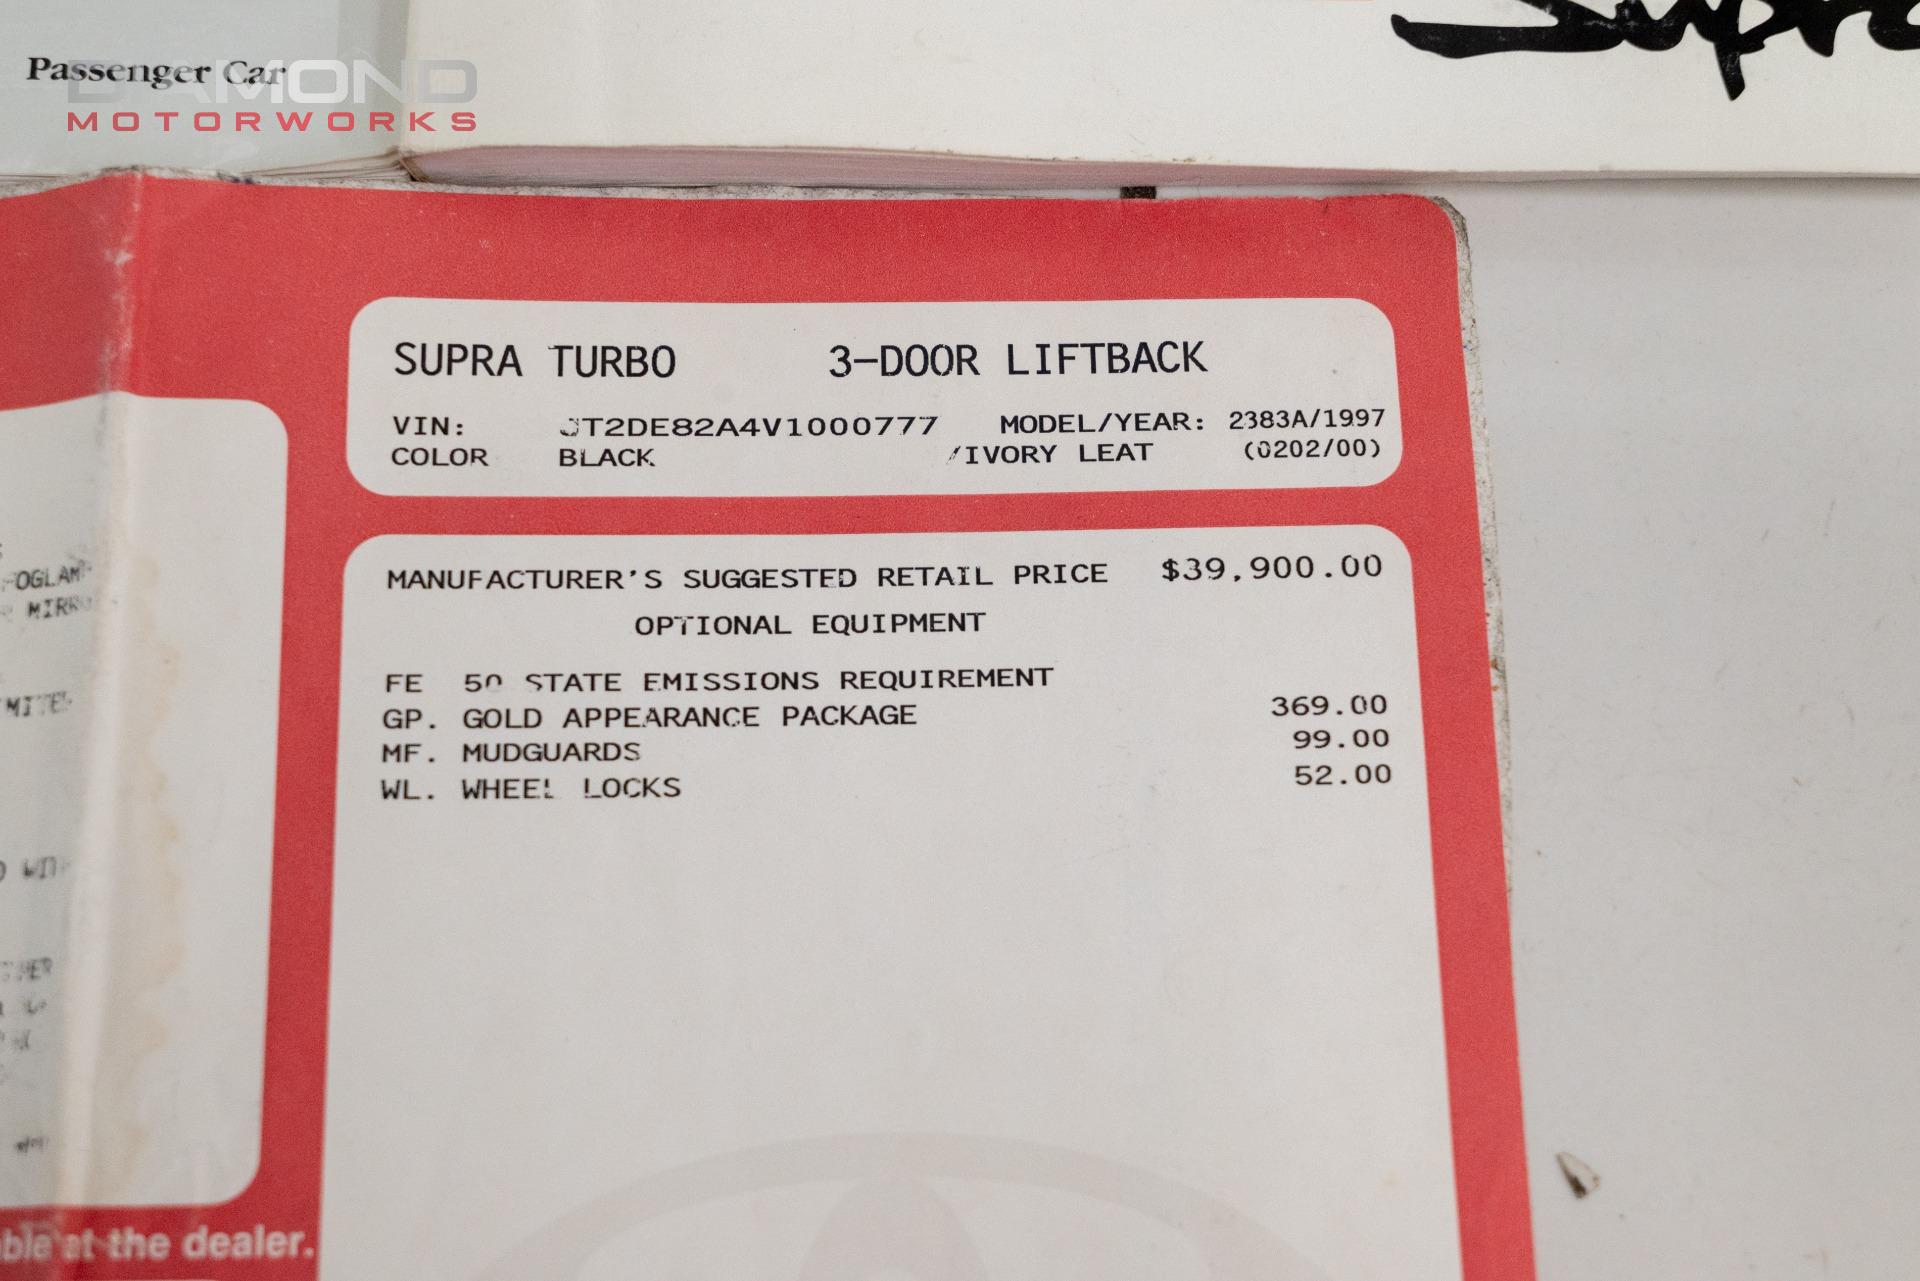 Passenger Car
DIAMOND
MOTORWORKS
Supra
SUPRA TURBO 3-DOOR LIFTBACK
VIN: JT2DE82A4V1000777 MODEL/YEAR: 2383A/1997
COLOR BLACK /IVORY LEAT (0202/00)
MANUFACTURER'S SUGGESTED RETAIL PRICE $39,900.00
OPTIONAL EQUIPMENT
FE 50 STATE EMISSIONS REQUIREMENT
GP. GOLD APPEARANCE PACKAGE 369.00
MF. MUDGUARDS 99.00
WL. WHEEL LOCKS 52.00
at the dealer.